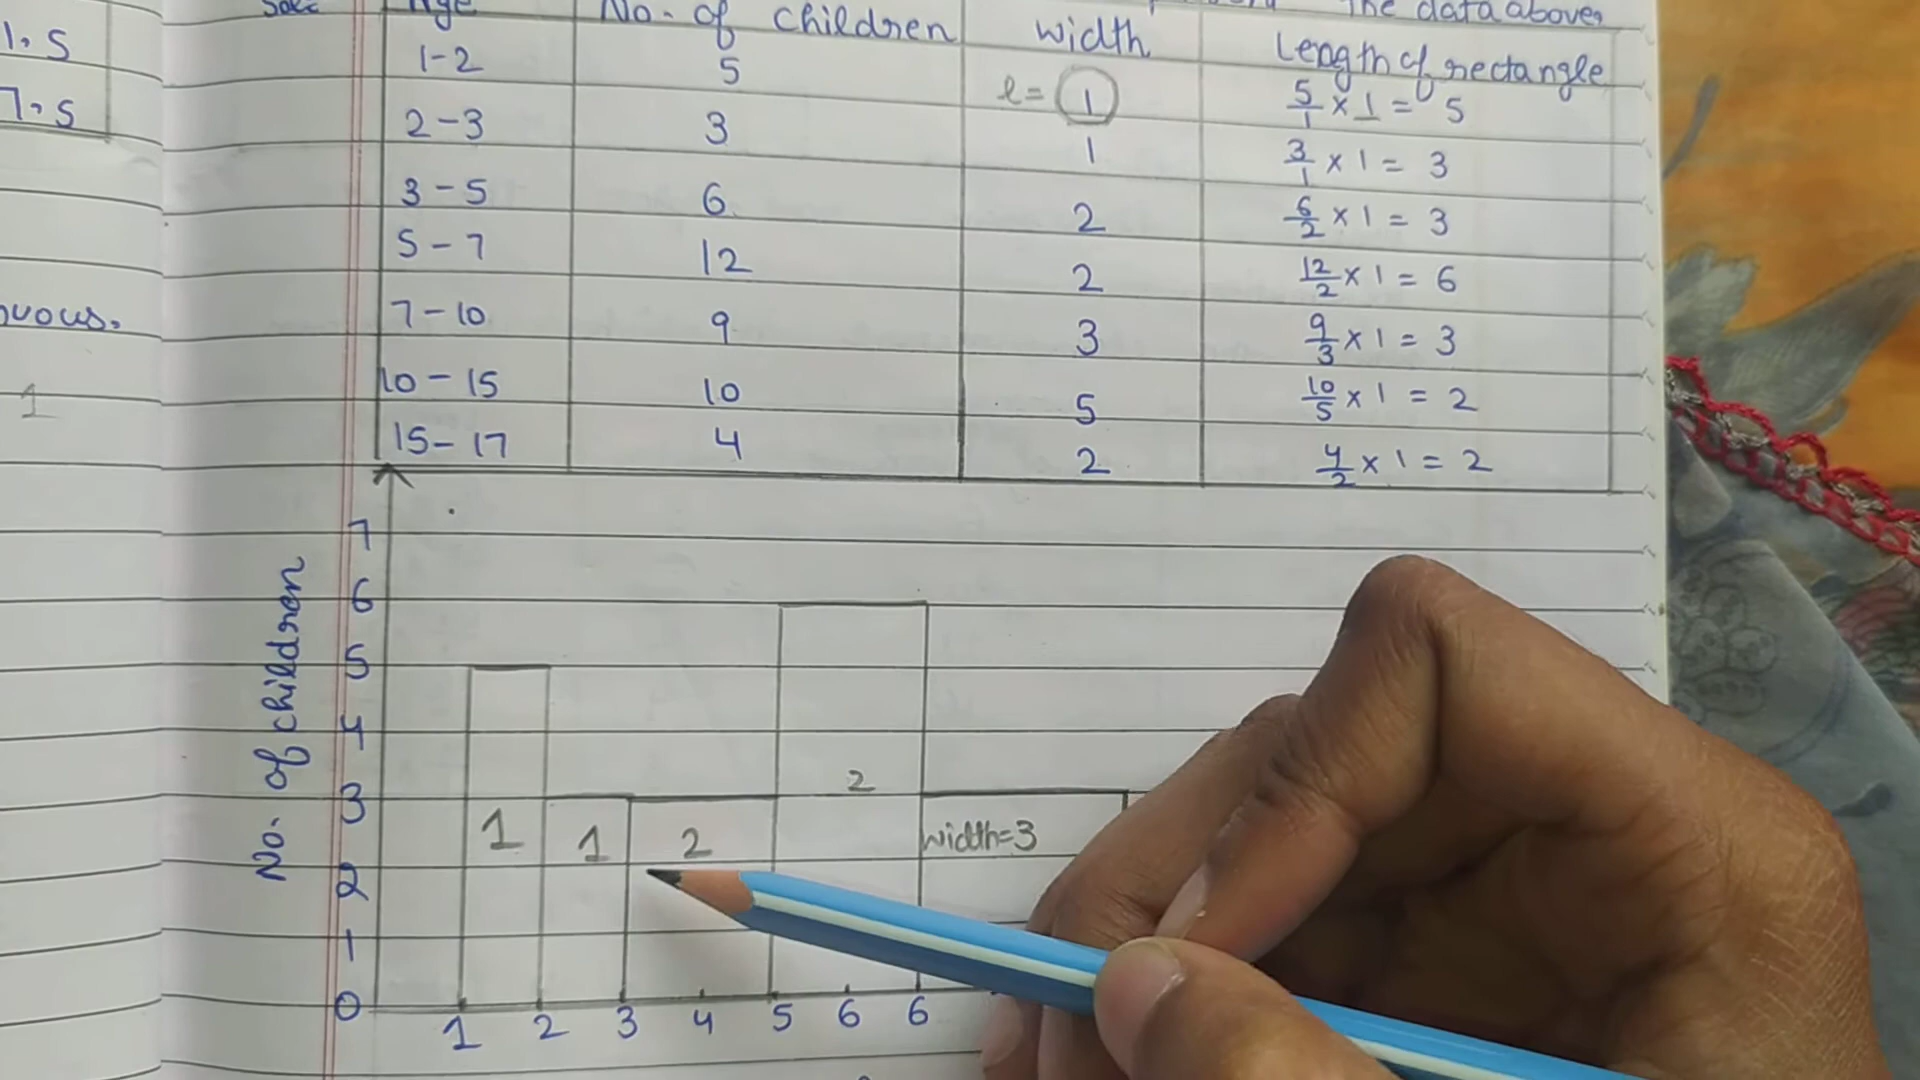 1.5
7.5
uous.
1
The data above,
Age No. of children width Length of rectangle
1-2 5 l= 1 5/1 x 1 = 5
2-3 3 1 3/1 x 1 = 3
3-5 6 2 6/2 x 1 = 3
5-7 12 2 12/2 x 1 = 6
7-10 9 3 9/3 x 1 = 3
10-15 10 5 10/5 x 1 = 2
15-17 4 2 4/2 x 1 = 2
No. of children
7
6
5
4
3
2
1
0
1 1 2 2 width=3
1 2 3 4 5 6 6